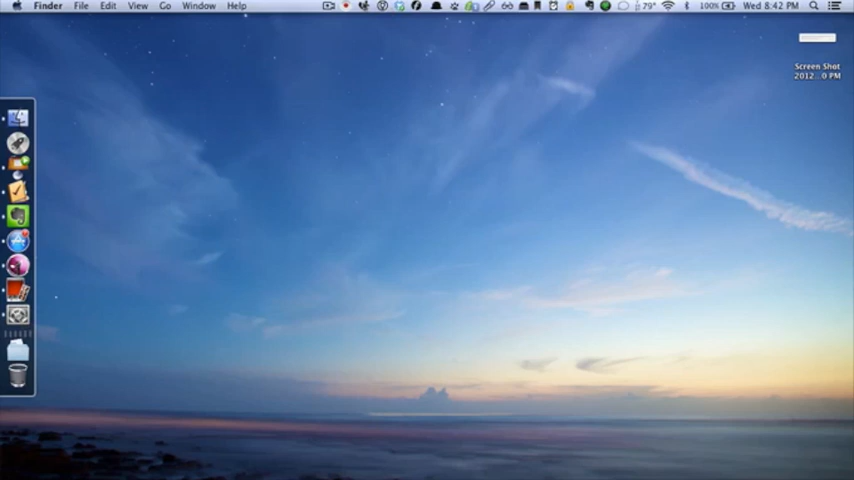 Finder File Edit View Go Window Help 79° 100% Wed 8:42 PM
Screen Shot
2012...0 PM